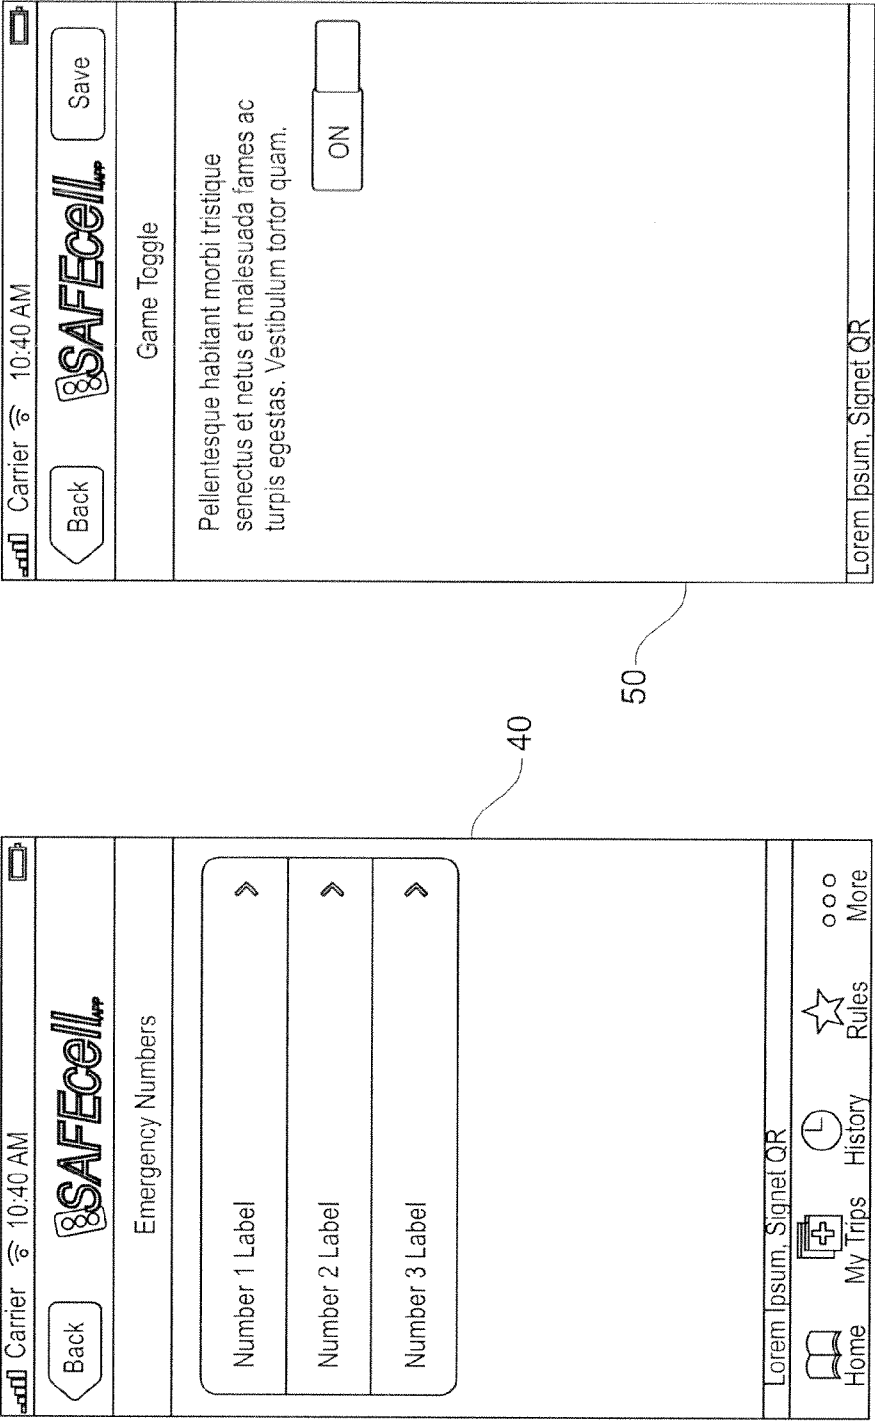 Carrier 10:40 AM
Back SAFEcell APP
Emergency Numbers
Number 1 Label
Number 2 Label
Number 3 Label
Lorem Ipsum, Signet QR
Home My Trips History Rules More
40
Carrier 10:40 AM
Back SAFEcell APP Save
Game Toggle
Pellentesque habitant morbi tristique
senectus et netus et malesuada fames ac
turpis egestas. Vestibulum tortor quam.
ON
Lorem Ipsum, Signet QR
50